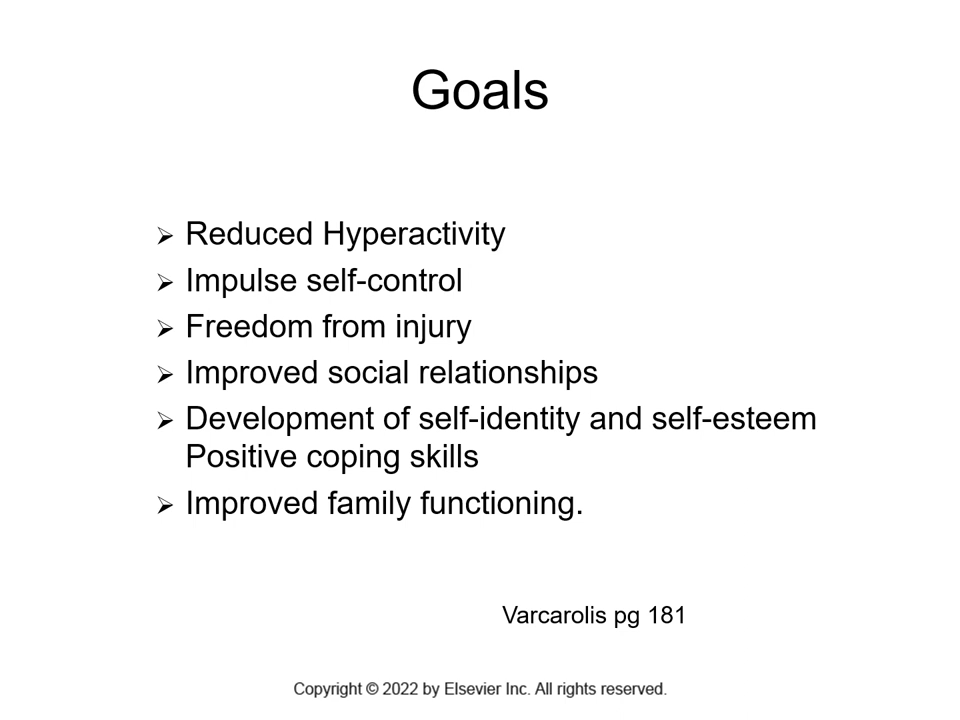 Goals
➢ Reduced Hyperactivity
➢ Impulse self-control
➢ Freedom from injury
➢ Improved social relationships
➢ Development of self-identity and self-esteem
Positive coping skills
➢ Improved family functioning.
Varcarolis pg 181
Copyright © 2022 by Elsevier Inc. All rights reserved.